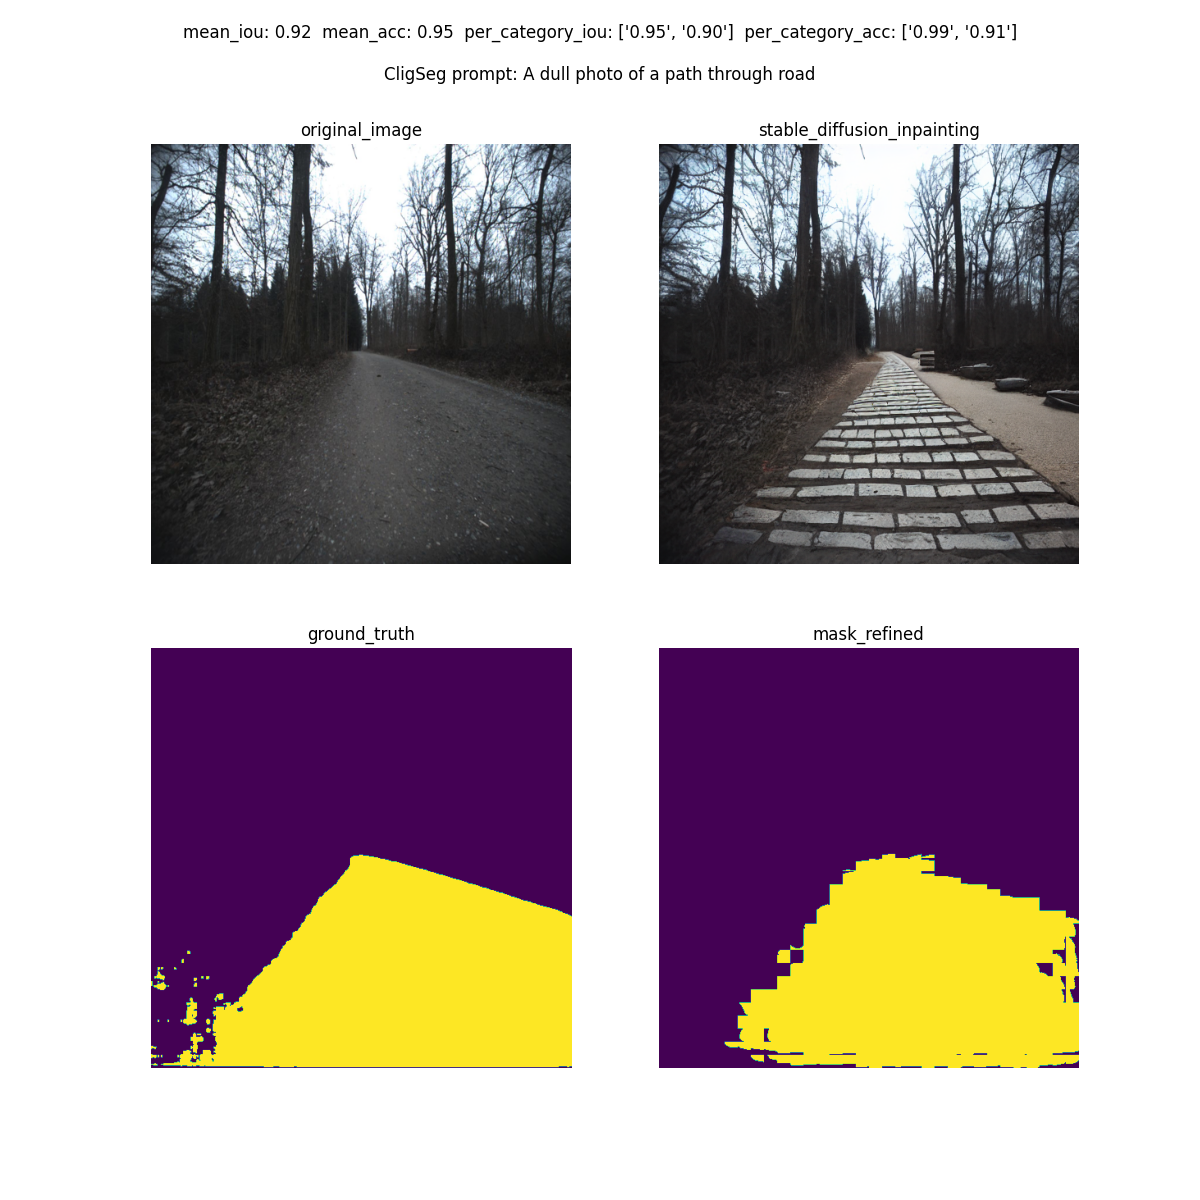 mean_iou: 0.92  mean_acc: 0.95  per_category_iou: ['0.95', '0.90']  per_category_acc: ['0.99', '0.91']
CligSeg prompt: A dull photo of a path through road
original_image
stable_diffusion_inpainting
ground_truth
mask_refined